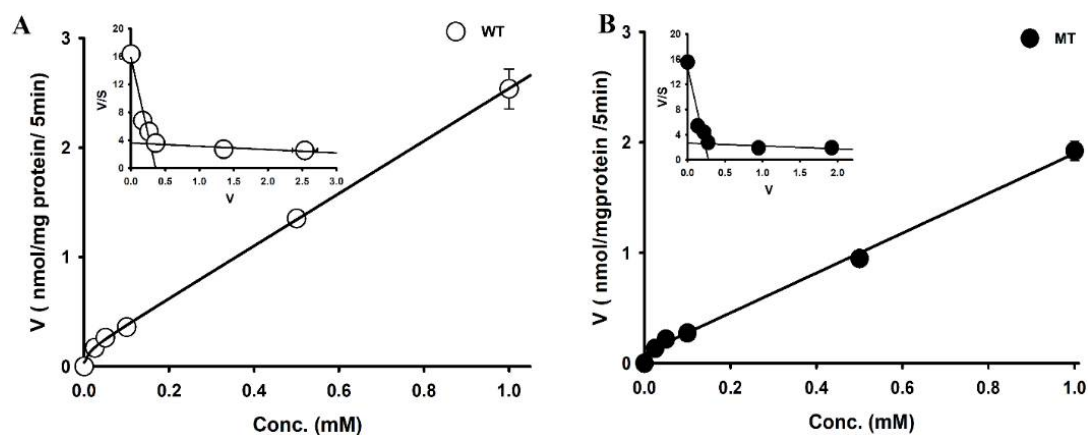 A
WT
3
2
1
0
V ( nmol/mg protein/ 5min)
0.0 0.2 0.4 0.6 0.8 1.0
Conc. (mM)
20
16
12
8
4
0
V/S
0.0 0.5 1.0 1.5 2.0 2.5 3.0
V
B
MT
3
2
1
0
V ( nmol/mgprotein /5min)
0.0 0.2 0.4 0.6 0.8 1.0
Conc. (mM)
20
16
12
8
4
0
V/S
0.0 0.5 1.0 1.5 2.0
V